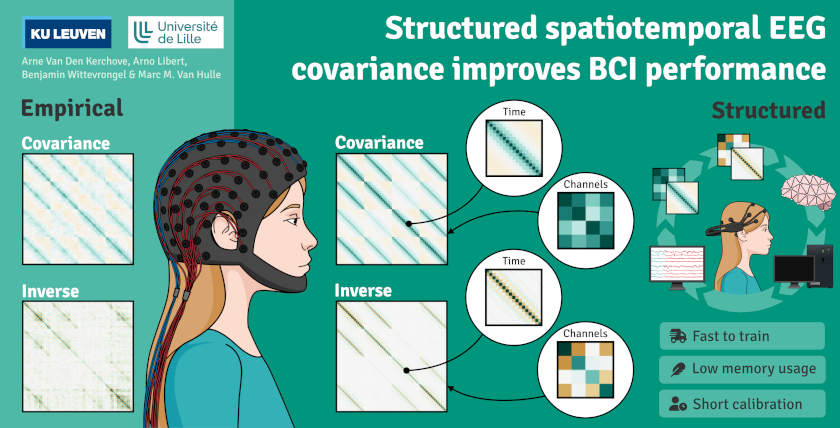 KU LEUVEN
Université
de Lille
Arne Van Den Kerchove, Arno Libert,
Benjamin Wittevrongel & Marc M. Van Hulle
Structured spatiotemporal EEG
covariance improves BCI performance
Empirical
Covariance
Inverse
Covariance
Time
Channels
Inverse
Time
Channels
Structured
Fast to train
Low memory usage
Short calibration